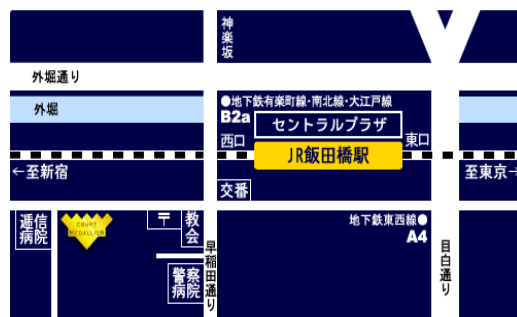 神楽坂
外堀通り
外堀
●地下鉄有楽町線・南北線・大江戸線
B2a
セントラルプラザ
西口
東口
JR飯田橋駅
←至新宿
至東京→
交番
逓信病院
COURT MEDALLION
〒
教会
地下鉄東西線●
A4
早稲田通り
目白通り
警察病院